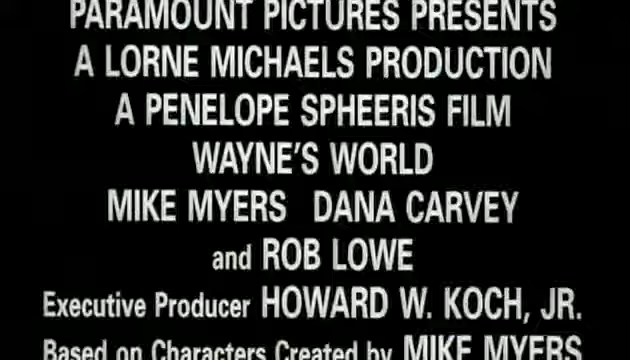 PARAMOUNT PICTURES PRESENTS
A LORNE MICHAELS PRODUCTION
A PENELOPE SPHEERIS FILM
WAYNE'S WORLD
MIKE MYERS DANA CARVEY
and ROB LOWE
Executive Producer HOWARD W. KOCH, JR.
Based on Characters Created by MIKE MYERS